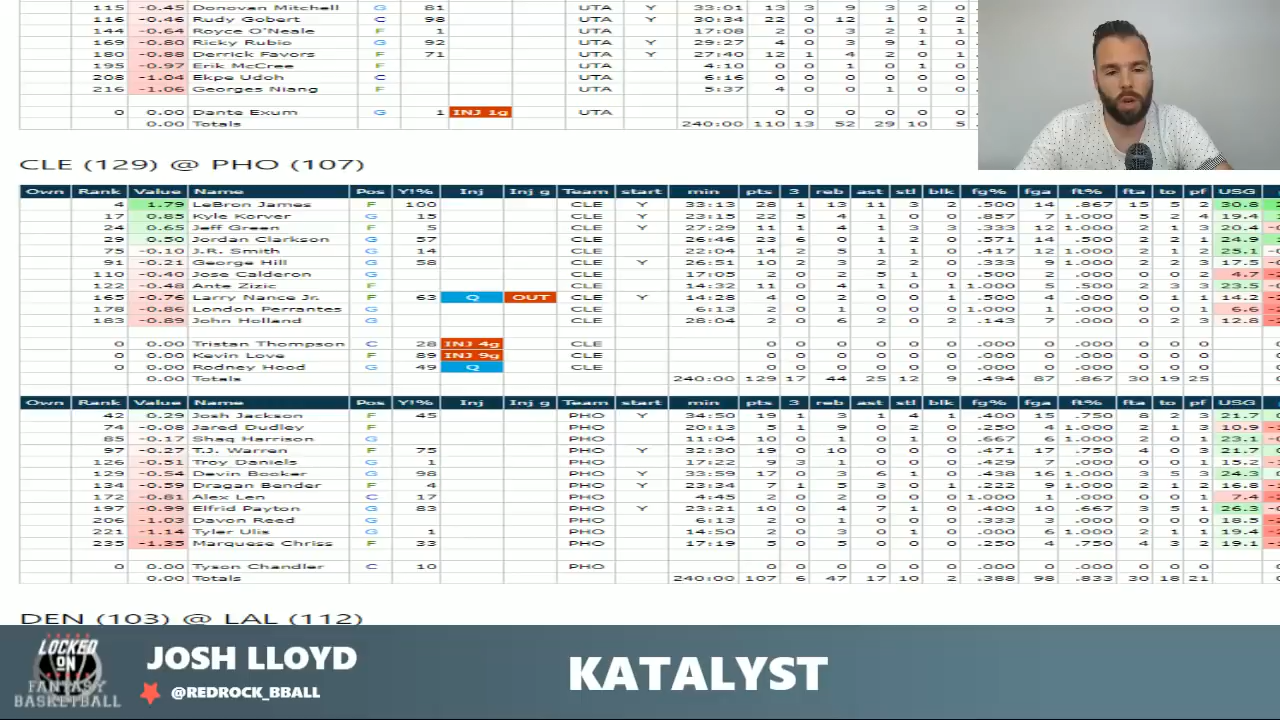 115 -0.45 Donovan Mitchell G 81 UTA Y 33:01 13 3 9 3 2 0
116 -0.46 Rudy Gobert C 98 UTA Y 30:34 22 0 12 1 0 2
144 -0.64 Royce O'Neale F 1 UTA 17:08 2 0 3 2 1 1
169 -0.80 Ricky Rubio G 92 UTA Y 29:27 4 0 3 9 1 0
180 -0.88 Derrick Favors F 71 UTA Y 27:40 12 1 4 2 0 1
195 -0.97 Erik McCree F UTA 4:10 0 0 1 0 1 0
208 -1.04 Ekpe Udoh C UTA 6:16 0 0 0 0 0 0
216 -1.06 Georges Niang F UTA 5:37 4 0 0 1 0 0
0 0.00 Dante Exum G 1 INJ 1g UTA 0 0 0 0 0 0
0.00 Totals 240:00 110 13 52 29 10 5
CLE (129) @ PHO (107)
Own Rank Value Name Pos Y!% Inj Inj g Team start min pts 3 reb ast stl blk fg% fga ft% fta to pf USG
4 1.79 LeBron James F 100 CLE Y 33:13 28 1 13 11 3 2 .500 14 .867 15 5 2 30.8
17 0.85 Kyle Korver G 15 CLE Y 23:15 22 5 4 1 0 0 .857 7 1.000 5 2 4 19.4
24 0.65 Jeff Green F 5 CLE Y 27:29 11 1 4 1 3 3 .333 12 1.000 2 1 3 20.4
29 0.50 Jordan Clarkson G 57 CLE 26:46 23 6 0 1 2 0 .571 14 .500 2 1 2 24.9
75 -0.10 J.R. Smith G 14 CLE 22:04 14 2 5 1 1 0 .417 12 1.000 2 1 2 25.1
91 -0.21 George Hill G 58 CLE Y 26:51 10 2 3 2 2 0 .333 9 1.000 2 2 3 17.5
110 -0.40 Jose Calderon G CLE 17:05 2 0 2 5 1 0 .500 2 .000 0 0 2 4.7
122 -0.48 Ante Zizic C CLE 14:32 11 0 4 1 0 1 1.000 5 .500 2 3 3 23.5
165 -0.76 Larry Nance Jr. F 63 Q OUT CLE Y 14:28 4 0 2 0 0 1 .500 4 .000 0 1 1 14.2
178 -0.86 London Perrantes G CLE 6:13 2 0 0 1 0 0 1.000 1 .000 0 0 1 6.6
183 -0.89 John Holland G CLE 28:04 2 0 6 2 0 2 .143 7 .000 0 2 3 12.8
0 0.00 Tristan Thompson C 28 INJ 4g CLE 0 0 0 0 0 0 .000 0 .000 0 0 0
0 0.00 Kevin Love F 89 INJ 9g CLE 0 0 0 0 0 0 .000 0 .000 0 0 0
0 0.00 Rodney Hood G 49 Q CLE 0 0 0 0 0 0 .000 0 .000 0 0 0
0.00 Totals 240:00 129 17 44 25 12 9 .494 87 .867 30 19 25
Own Rank Value Name Pos Y!% Inj Inj g Team start min pts 3 reb ast stl blk fg% fga ft% fta to pf USG
42 0.29 Josh Jackson F 45 PHO Y 34:50 19 1 3 1 4 1 .400 15 .750 8 2 3 21.7
74 -0.08 Jared Dudley F PHO 20:13 5 1 9 0 2 0 .250 4 1.000 2 1 3 10.9
85 -0.17 Shaq Harrison G PHO 11:04 10 0 1 0 1 0 .667 6 1.000 2 0 1 23.1
97 -0.27 T.J. Warren F 75 PHO Y 32:30 19 0 10 0 0 0 .471 17 .750 4 0 3 21.7
126 -0.51 Troy Daniels G 1 PHO 17:22 9 3 1 0 0 0 .429 7 .000 0 2 1 15.2
129 -0.54 Devin Booker G 98 PHO Y 33:59 17 0 3 6 1 0 .438 16 1.000 3 5 3 24.3
134 -0.59 Dragan Bender F 4 PHO Y 23:34 7 1 5 3 0 1 .222 9 1.000 2 1 2 16.8
172 -0.81 Alex Len C 17 PHO 4:45 2 0 2 0 0 0 1.000 1 .000 0 0 1 7.4
197 -0.99 Elfrid Payton G 83 PHO Y 23:21 10 0 4 7 1 0 .400 10 .667 3 5 1 26.3
206 -1.03 Davon Reed G PHO 6:13 2 0 1 0 0 0 .333 3 .000 0 0 0 18.5
221 -1.14 Tyler Ulis G 1 PHO 14:50 2 0 3 0 1 0 .000 6 1.000 2 1 1 19.4
235 -1.35 Marquese Chriss F 33 PHO 17:19 5 0 5 0 0 0 .250 4 .750 4 3 2 19.1
0 0.00 Tyson Chandler C 10 PHO 0 0 0 0 0 0 .000 0 .000 0 0 0
0.00 Totals 240:00 107 6 47 17 10 2 .388 98 .833 30 18 21
DEN (103) @ LAL (112)
LOCKED
ON
FANTASY
BASKETBALL
JOSH LLOYD
@REDROCK_BBALL
KATALYST